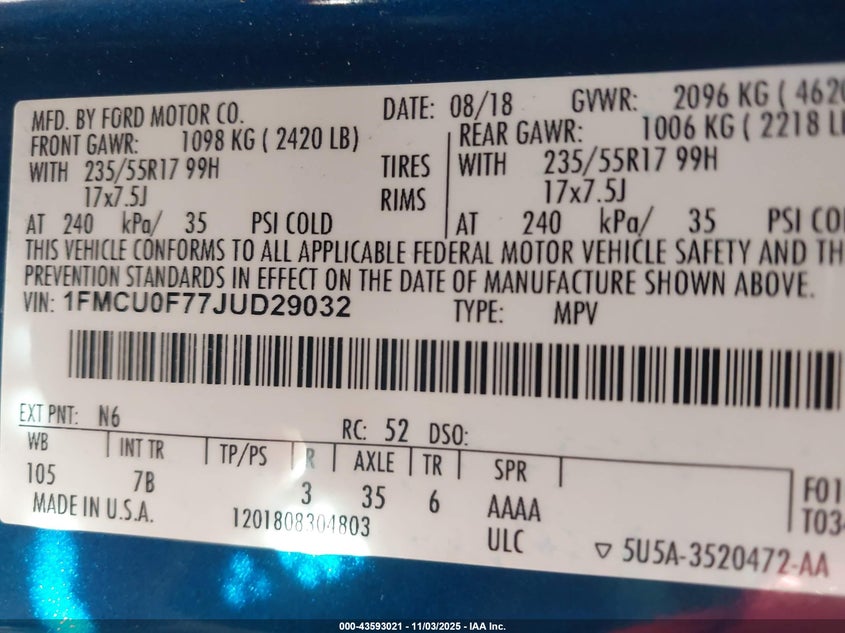 MFD. BY FORD MOTOR CO. DATE: 08/18 GVWR: 2096 KG ( 4620
FRONT GAWR: 1098 KG ( 2420 LB) REAR GAWR: 1006 KG ( 2218 LB
WITH 235/55R17 99H TIRES WITH 235/55R17 99H
17x7.5J RIMS 17x7.5J
AT 240 kPa/ 35 PSI COLD AT 240 kPa/ 35 PSI COL
THIS VEHICLE CONFORMS TO ALL APPLICABLE FEDERAL MOTOR VEHICLE SAFETY AND TH
PREVENTION STANDARDS IN EFFECT ON THE DATE OF MANUFACTURE SHOWN ABOVE.
VIN: 1FMCU0F77JUD29032 TYPE: MPV
EXT PNT: N6 RC: 52 DSO:
WB INT TR TP/PS R AXLE TR SPR
105 7B 3 35 6 AAAA F01
MADE IN U.S.A. 1201808304803 ULC 5U5A-3520472-AA T034
000-43593021 - 11/03/2025 - IAA Inc.